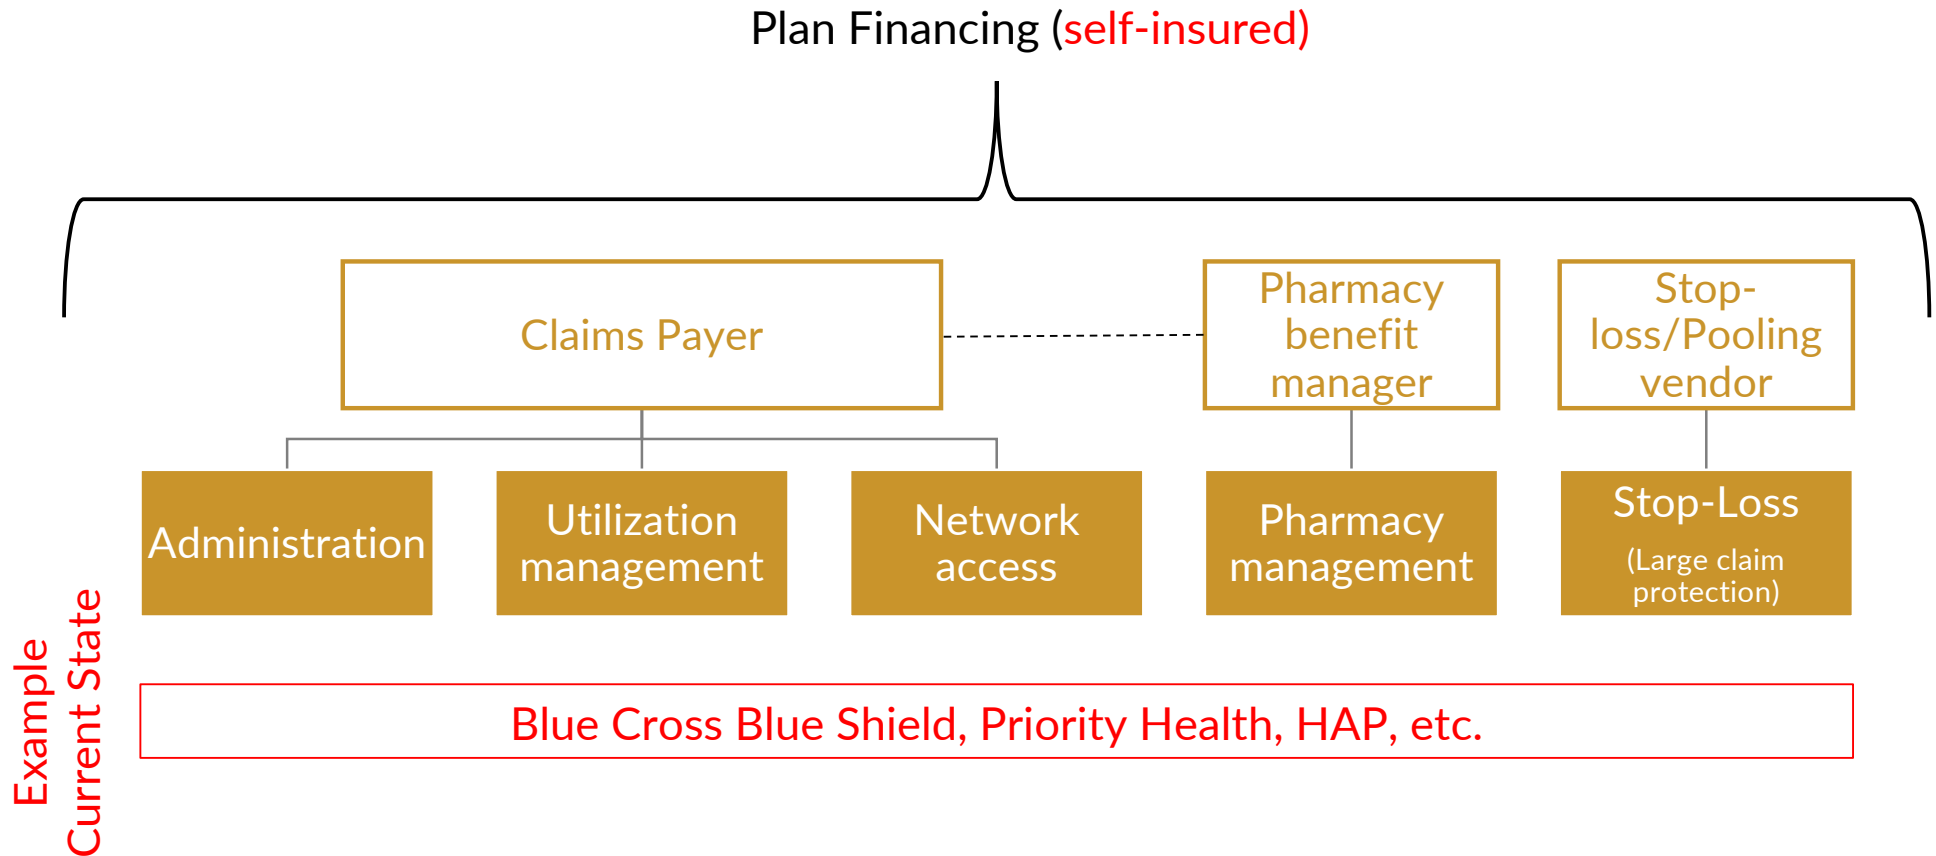 Plan Financing (self-insured)
Claims Payer
Pharmacy
benefit
manager
Stop-
loss/Pooling
vendor
Administration
Utilization
management
Network
access
Pharmacy
management
Stop-Loss
(Large claim
protection)
Example
Current State
Blue Cross Blue Shield, Priority Health, HAP, etc.